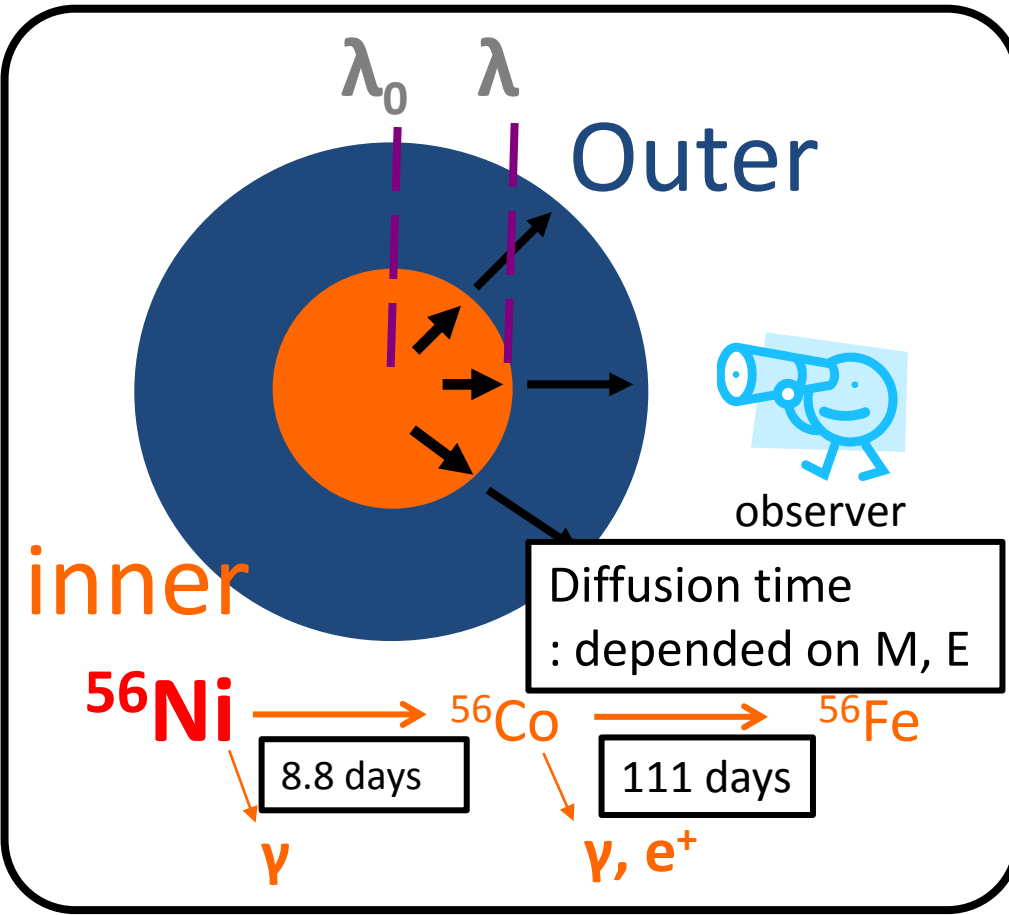 λ₀ λ
Outer
observer
inner
Diffusion time
: depended on M, E
⁵⁶Ni ⁵⁶Co ⁵⁶Fe
8.8 days 111 days
γ γ, e⁺